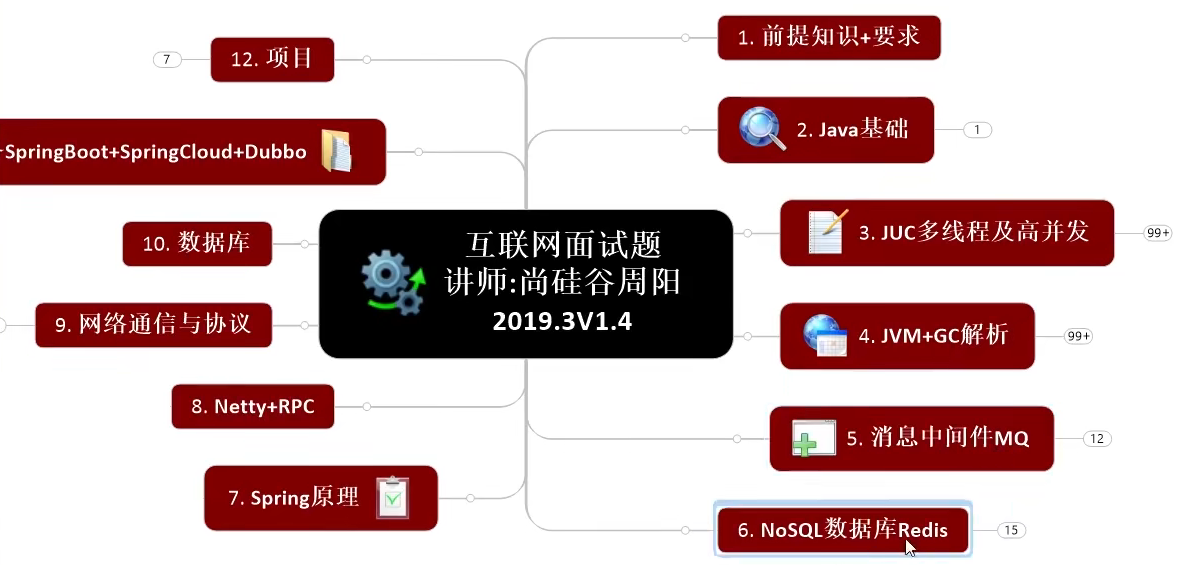 互联网面试题
讲师:尚硅谷周阳
2019.3V1.4
1. 前提知识+要求
2. Java基础
1
3. JUC多线程及高并发
99+
4. JVM+GC解析
99+
5. 消息中间件MQ
12
6. NoSQL数据库Redis
15
7. Spring原理
8. Netty+RPC
9. 网络通信与协议
10. 数据库
+SpringBoot+SpringCloud+Dubbo
12. 项目
7